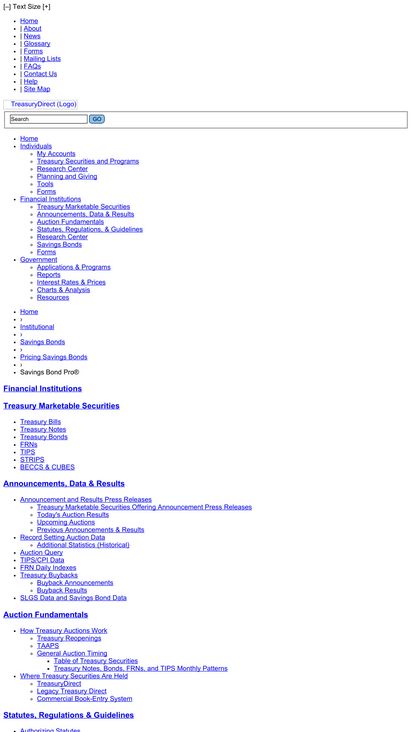 [–] Text Size [+]
Home
| About
| News
| Glossary
| Forms
| Mailing Lists
| FAQs
| Contact Us
| Help
| Site Map
TreasuryDirect (Logo)
Search GO
Home
Individuals
My Accounts
Treasury Securities and Programs
Research Center
Planning and Giving
Tools
Forms
Financial Institutions
Treasury Marketable Securities
Announcements, Data & Results
Auction Fundamentals
Statutes, Regulations, & Guidelines
Research Center
Savings Bonds
Forms
Government
Applications & Programs
Reports
Interest Rates & Prices
Charts & Analysis
Resources
Home
›
Institutional
›
Savings Bonds
›
Pricing Savings Bonds
›
Savings Bond Pro®
Financial Institutions
Treasury Marketable Securities
Treasury Bills
Treasury Notes
Treasury Bonds
FRNs
TIPS
STRIPS
BECCS & CUBES
Announcements, Data & Results
Announcement and Results Press Releases
Treasury Marketable Securities Offering Announcement Press Releases
Today's Auction Results
Upcoming Auctions
Previous Announcements & Results
Record Setting Auction Data
Additional Statistics (Historical)
Auction Query
TIPS/CPI Data
FRN Daily Indexes
Treasury Buybacks
Buyback Announcements
Buyback Results
SLGS Data and Savings Bond Data
Auction Fundamentals
How Treasury Auctions Work
Treasury Reopenings
TAAPS
General Auction Timing
Table of Treasury Securities
Treasury Notes, Bonds, FRNs, and TIPS Monthly Patterns
Where Treasury Securities Are Held
TreasuryDirect
Legacy Treasury Direct
Commercial Book-Entry System
Statutes, Regulations & Guidelines
Authorizing Statutes